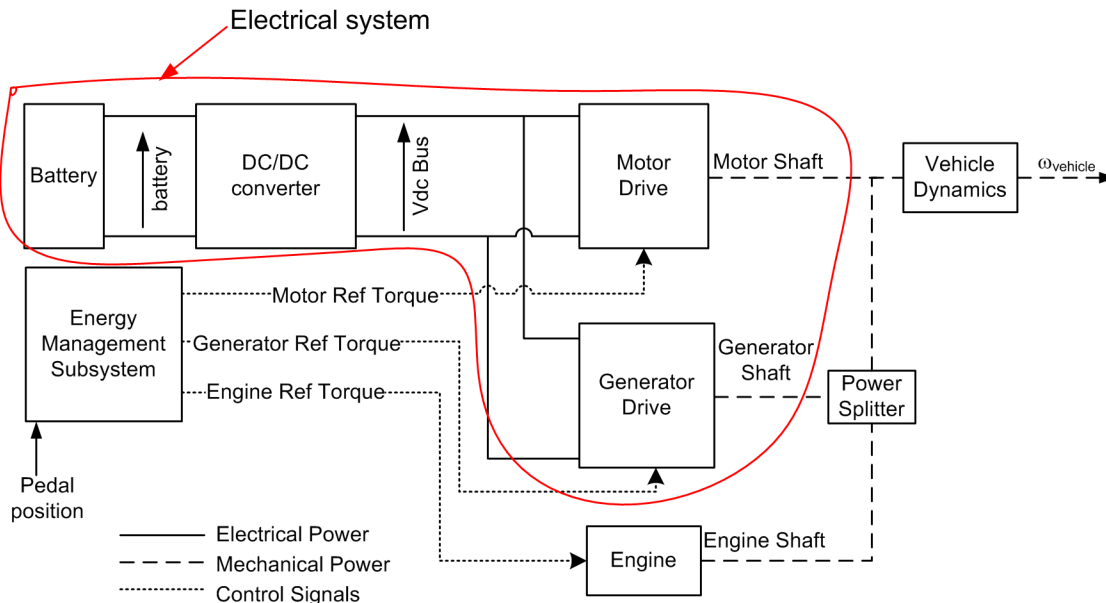 Electrical system
Battery
battery
DC/DC
converter
Vdc Bus
Motor
Drive
Motor Shaft
Vehicle
Dynamics
ωvehicle
Energy
Management
Subsystem
Motor Ref Torque
Generator Ref Torque
Engine Ref Torque
Generator
Drive
Generator
Shaft
Power
Splitter
Pedal
position
Engine
Engine Shaft
Electrical Power
Mechanical Power
Control Signals